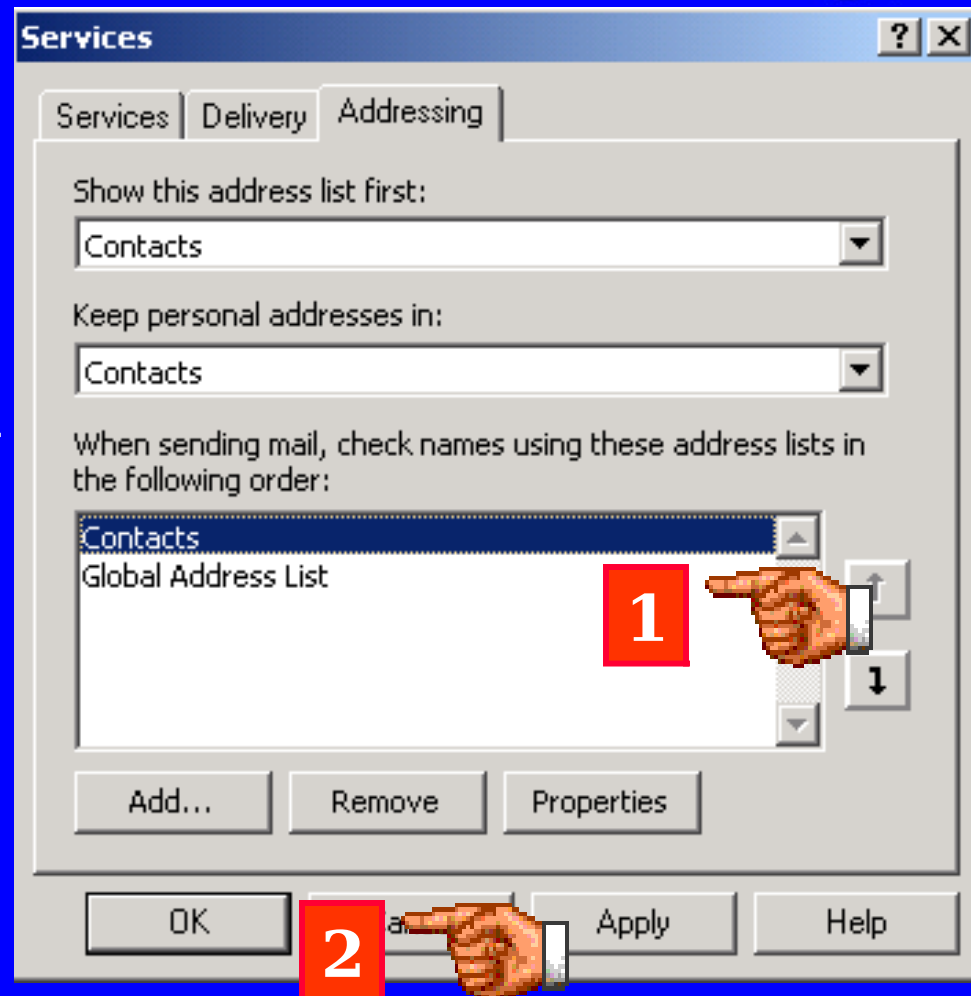 Services
Services Delivery Addressing
Show this address list first:
Contacts
Keep personal addresses in:
Contacts
When sending mail, check names using these address lists in
the following order:
Contacts
Global Address List
1
Add... Remove Properties
OK Apply Help
2